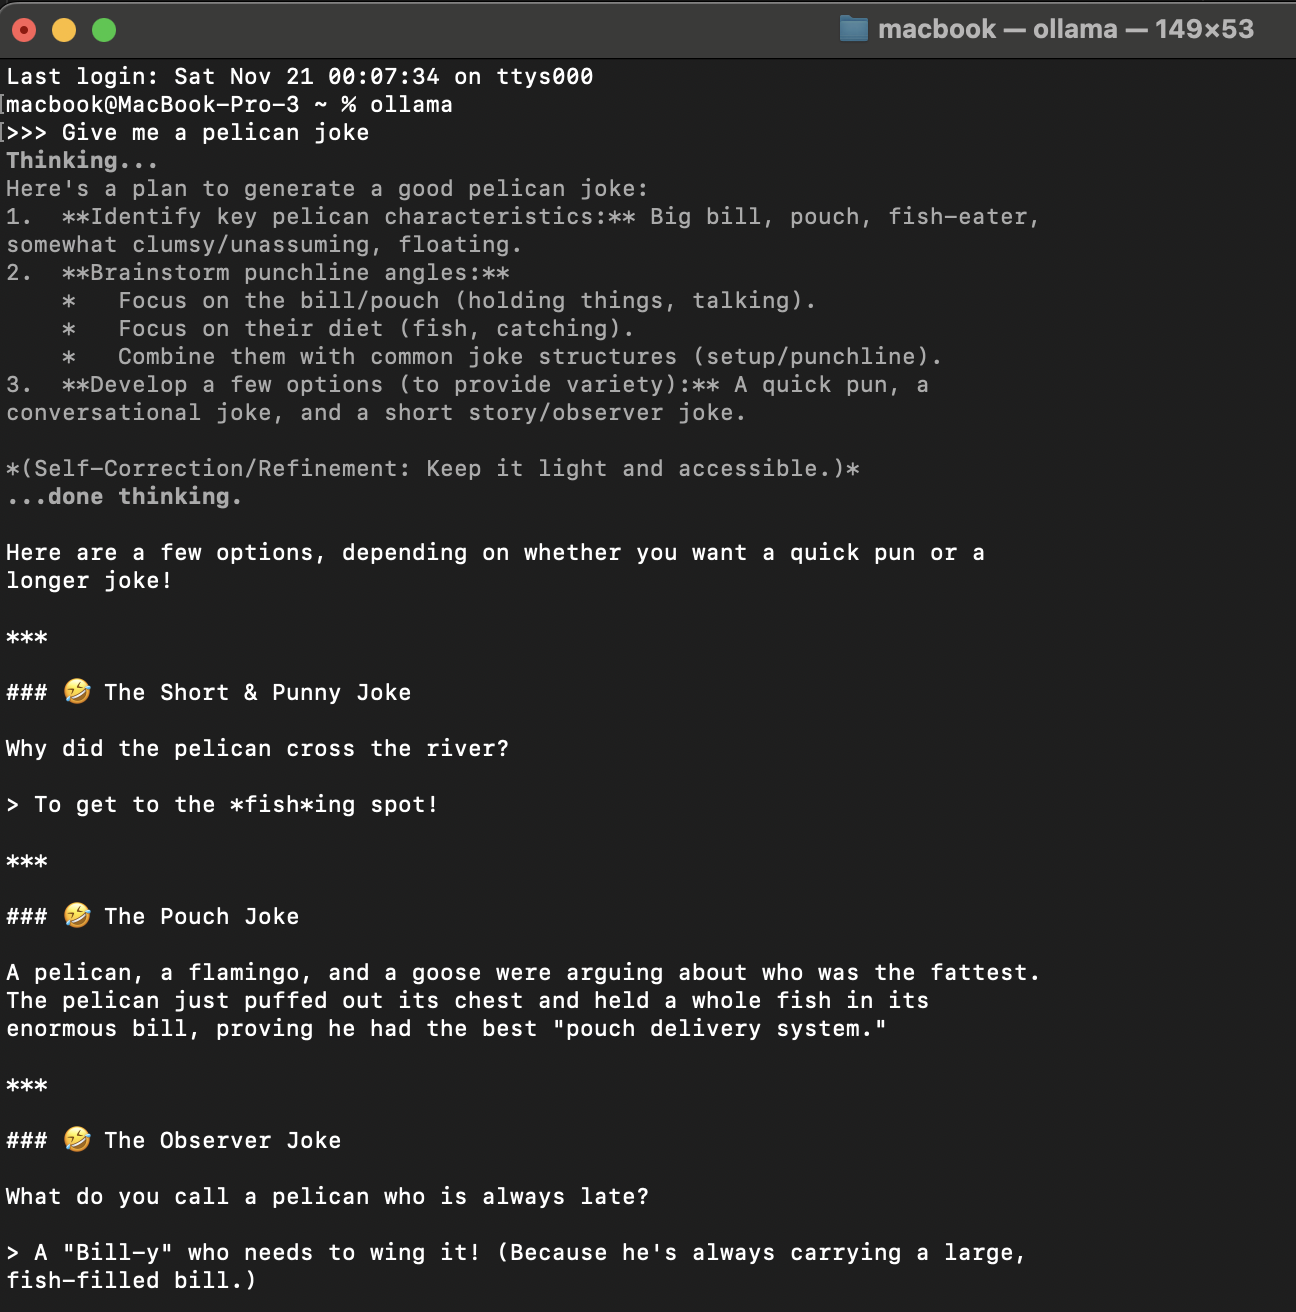 macbook — ollama — 149×53
Last login: Sat Nov 21 00:07:34 on ttys000
[macbook@MacBook-Pro-3 ~ % ollama
[>>> Give me a pelican joke
Thinking...
Here's a plan to generate a good pelican joke:
1.  **Identify key pelican characteristics:** Big bill, pouch, fish-eater,
somewhat clumsy/unassuming, floating.
2.  **Brainstorm punchline angles:**
    *   Focus on the bill/pouch (holding things, talking).
    *   Focus on their diet (fish, catching).
    *   Combine them with common joke structures (setup/punchline).
3.  **Develop a few options (to provide variety):** A quick pun, a
conversational joke, and a short story/observer joke.

*(Self-Correction/Refinement: Keep it light and accessible.)*
...done thinking.

Here are a few options, depending on whether you want a quick pun or a
longer joke!

***

### 🤣 The Short & Punny Joke

Why did the pelican cross the river?

> To get to the *fish*ing spot!

***

### 🤣 The Pouch Joke

A pelican, a flamingo, and a goose were arguing about who was the fattest.
The pelican just puffed out its chest and held a whole fish in its
enormous bill, proving he had the best "pouch delivery system."

***

### 🤣 The Observer Joke

What do you call a pelican who is always late?

> A "Bill-y" who needs to wing it! (Because he's always carrying a large,
fish-filled bill.)